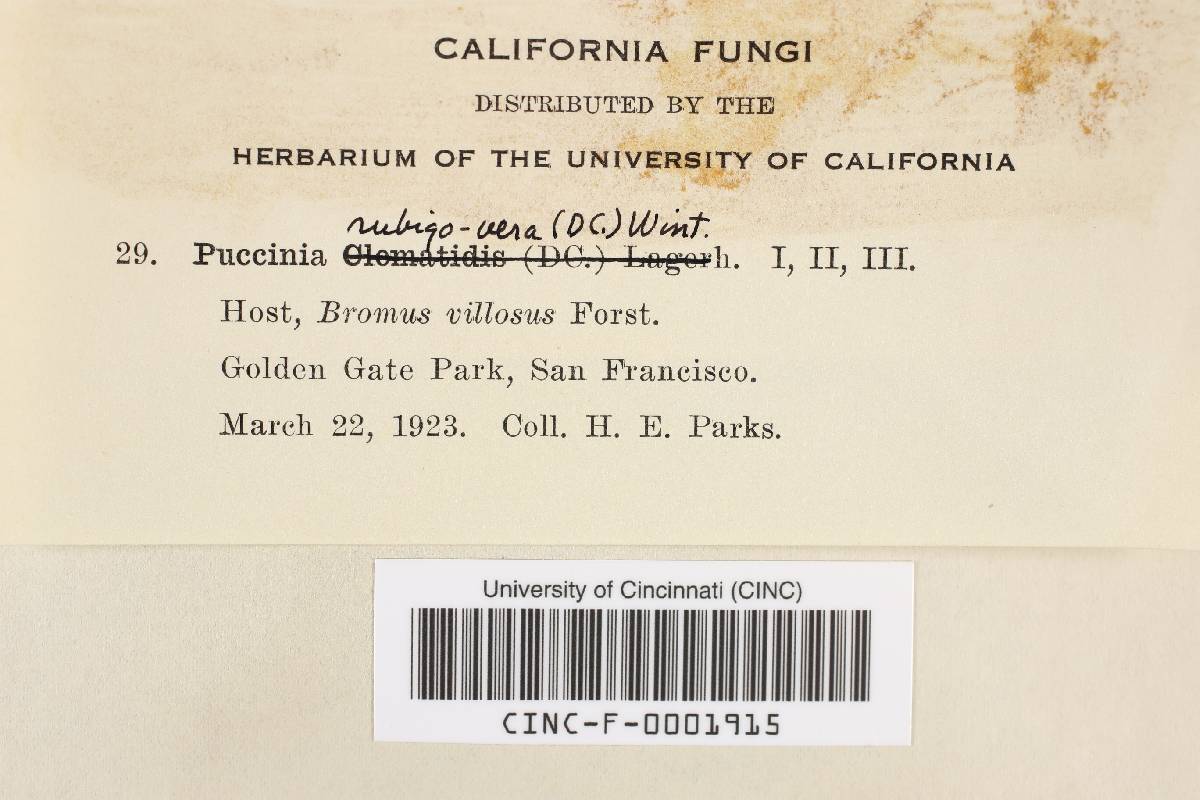 CALIFORNIA FUNGI
DISTRIBUTED BY THE
HERBARIUM OF THE UNIVERSITY OF CALIFORNIA
rubigo-vera (DC.) Wint.
29. Puccinia Clematidis (DC.) Lagerh. I, II, III.
Host, Bromus villosus Forst.
Golden Gate Park, San Francisco.
March 22, 1923. Coll. H. E. Parks.
University of Cincinnati (CINC)
CINC-F-0001915